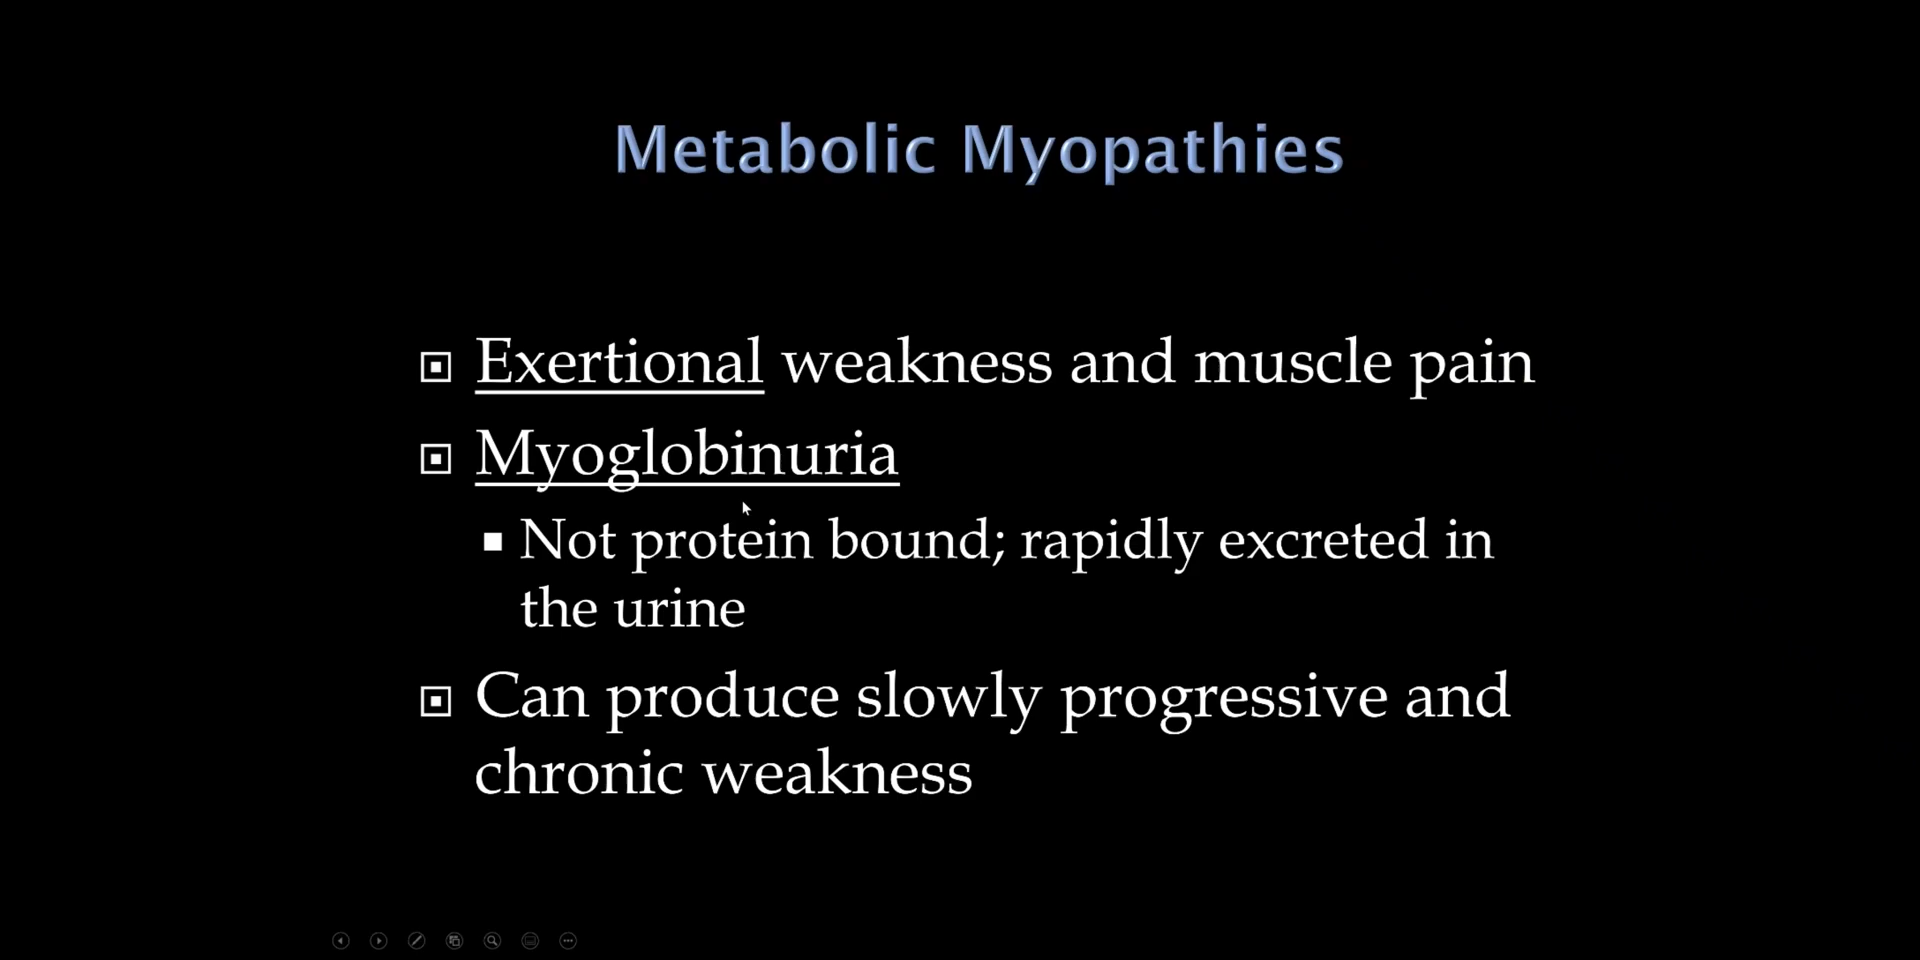 Metabolic Myopathies
Exertional weakness and muscle pain
Myoglobinuria
Not protein bound; rapidly excreted in
the urine
Can produce slowly progressive and
chronic weakness